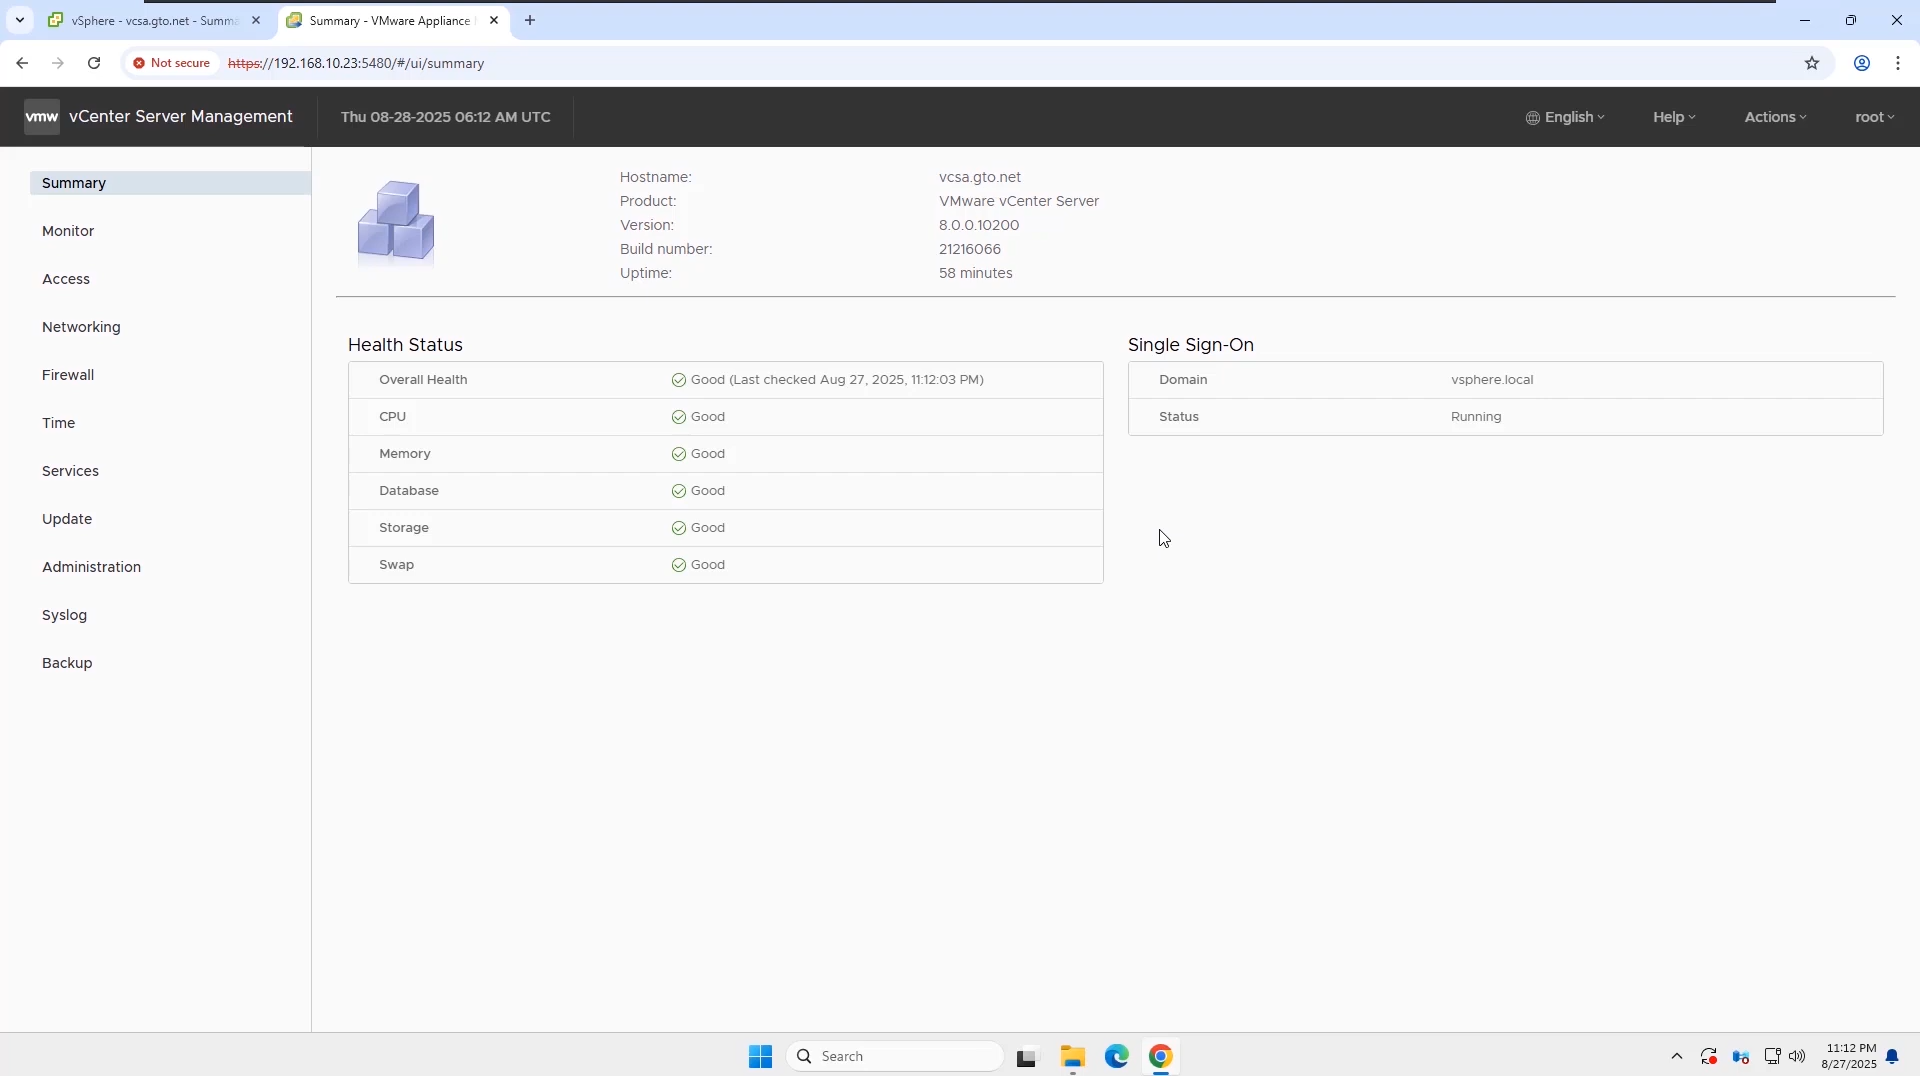 vSphere - vcsa.gto.net - Summa
Summary - VMware Appliance
Not secure
https://192.168.10.23:5480/#/ui/summary
vmw
vCenter Server Management
Thu 08-28-2025 06:12 AM UTC
English
Help
Actions
root
Summary
Monitor
Access
Networking
Firewall
Time
Services
Update
Administration
Syslog
Backup
Hostname: vcsa.gto.net
Product: VMware vCenter Server
Version: 8.0.0.10200
Build number: 21216066
Uptime: 58 minutes
Health Status
Overall Health Good (Last checked Aug 27, 2025, 11:12:03 PM)
CPU Good
Memory Good
Database Good
Storage Good
Swap Good
Single Sign-On
Domain vsphere.local
Status Running
Search
11:12 PM
8/27/2025